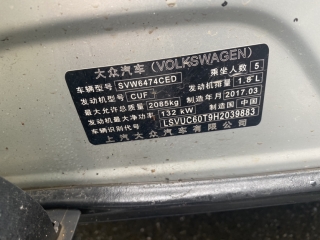 大众汽车(VOLKSWAGEN)
乘坐人数 5
车辆型号 SVW6474CED
发动机排量 1.8 L
发动机型号 CUF
制造年月 2017.03
最大允许总质量 2085kg
制造国 中国
发动机最大净功率 132 kW
车辆识别代号 LSVUC60T9H2039883
上汽大众汽车有限公司